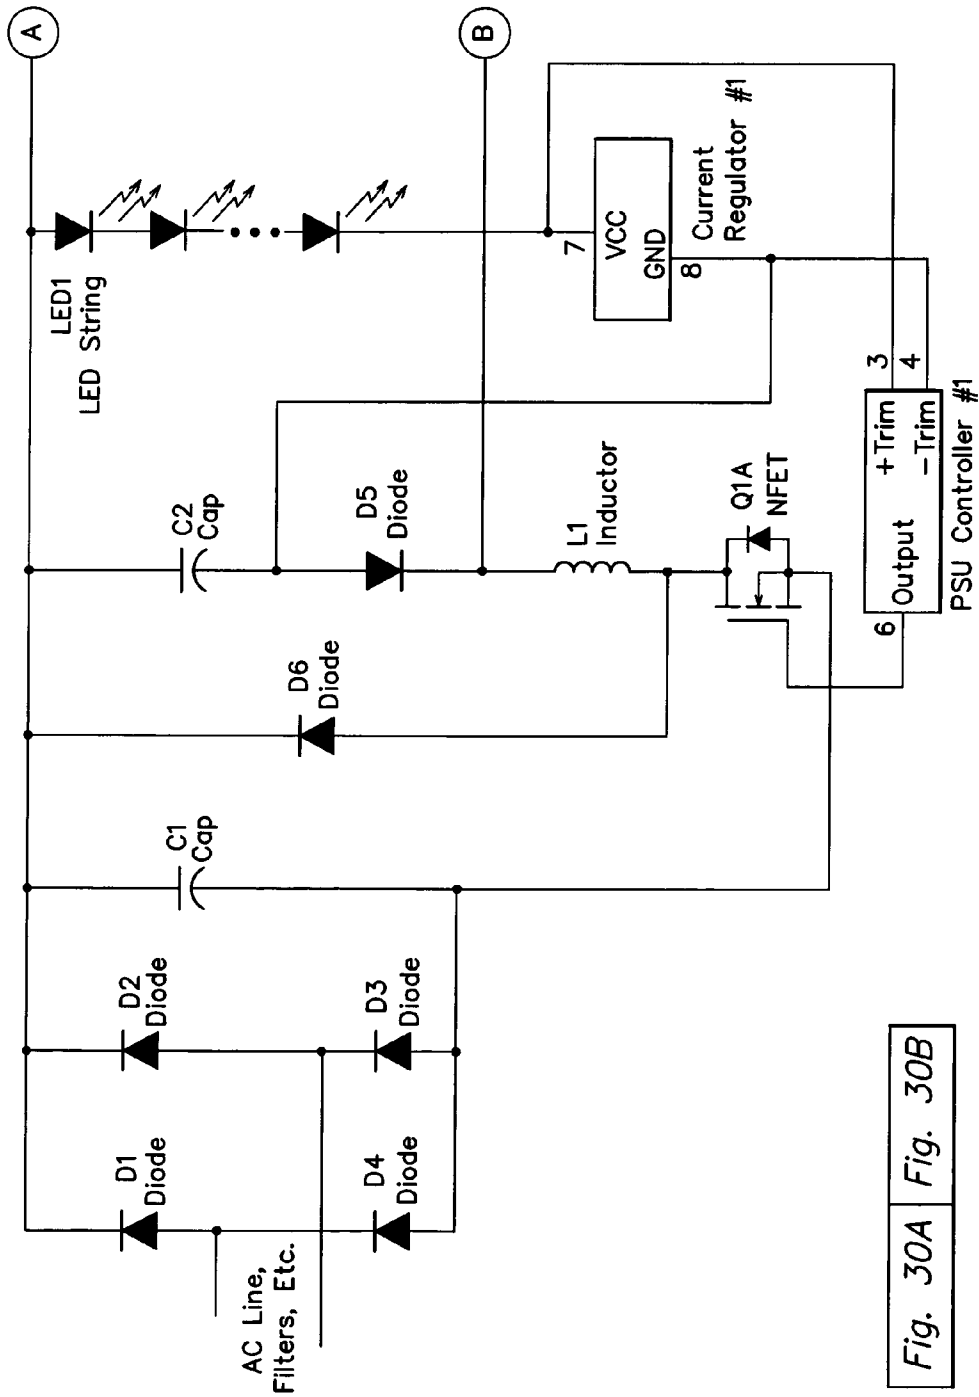 AC Line,
Filters, Etc.
D1
Diode
D2
Diode
D4
Diode
D3
Diode
C1
Cap
D6
Diode
C2
Cap
D5
Diode
L1
Inductor
Q1A
NFET
LED1
LED String
A
B
7
VCC
GND
8
Current
Regulator #1
3
4
+Trim
-Trim
Output
6
PSU Controller #1
Fig. 30A
Fig. 30B